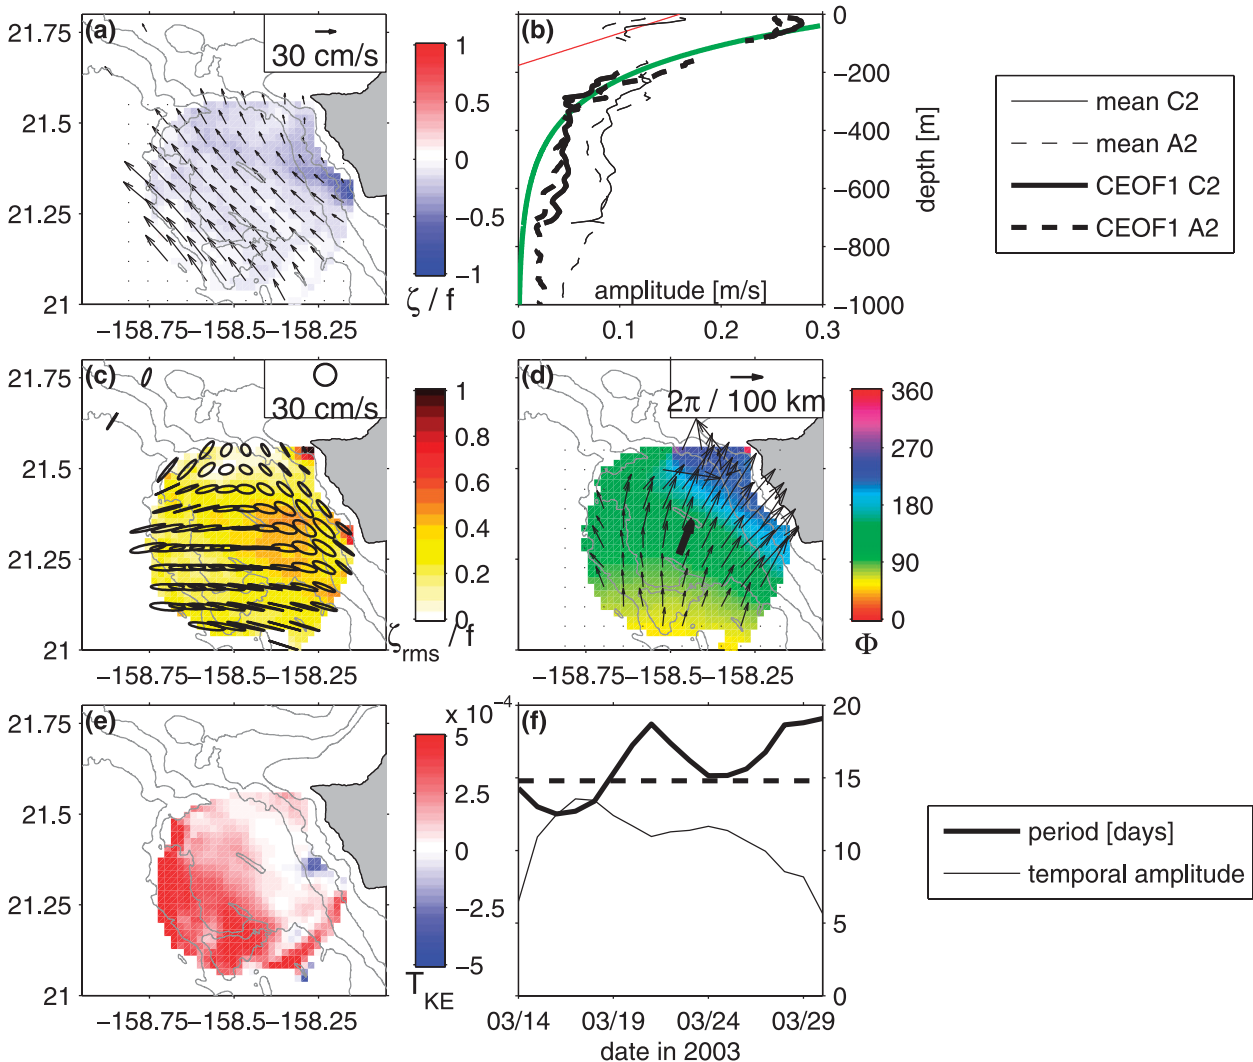 (a)
30 cm/s
21.75
21.5
21.25
21
−158.75 −158.5 −158.25
1
0.5
0
−0.5
−1
ζ / f
(b)
0
−200
−400
−600
−800
−1000
depth [m]
amplitude [m/s]
0 0.1 0.2 0.3
mean C2
mean A2
CEOF1 C2
CEOF1 A2
(c)
30 cm/s
21.75
21.5
21.25
21
−158.75 −158.5 −158.25
1
0.8
0.6
0.4
0.2
0
ζrms / f
(d)
2π / 100 km
−158.75 −158.5 −158.25
360
270
180
90
0
Φ
(e)
21.75
21.5
21.25
21
−158.75 −158.5 −158.25
x 10−4
5
2.5
0
−2.5
−5
TKE
(f)
20
15
10
5
0
03/14 03/19 03/24 03/29
date in 2003
period [days]
temporal amplitude